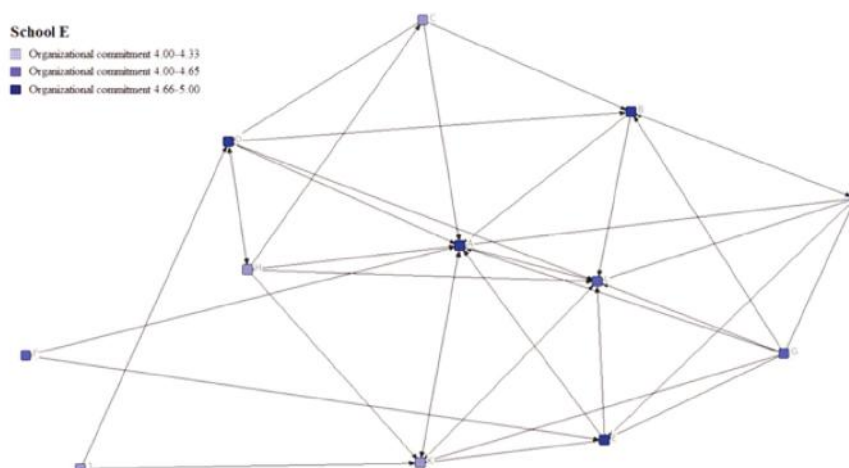 School E
Organizational commitment 4.00–4.33
Organizational commitment 4.00–4.65
Organizational commitment 4.66–5.00
C
B
A
H
G